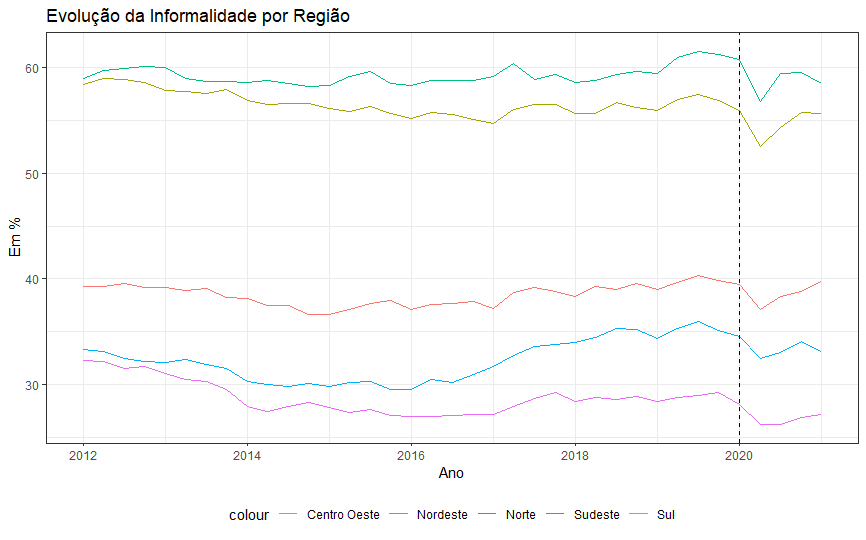 Evolução da Informalidade por Região
Em %
60
50
40
30
2012 2014 2016 2018 2020
Ano
colour Centro Oeste Nordeste Norte Sudeste Sul